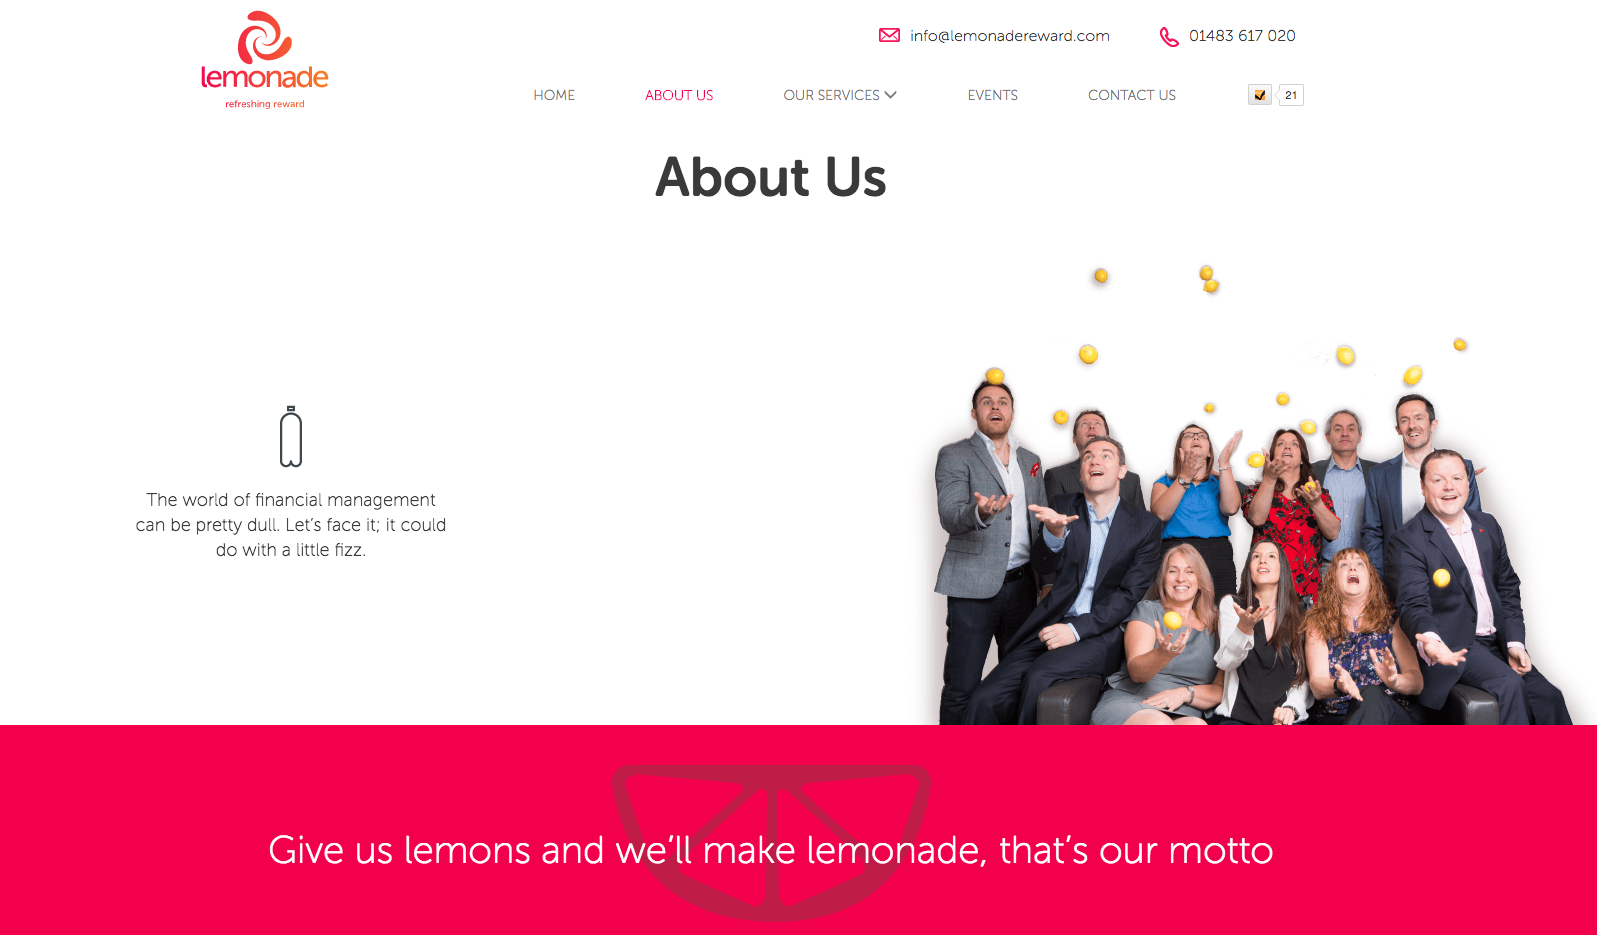 lemonade
refreshing reward
info@lemonadereward.com
01483 617 020
HOME
ABOUT US
OUR SERVICES
EVENTS
CONTACT US
21
About Us
The world of financial management
can be pretty dull. Let’s face it; it could
do with a little fizz.
Give us lemons and we’ll make lemonade, that’s our motto